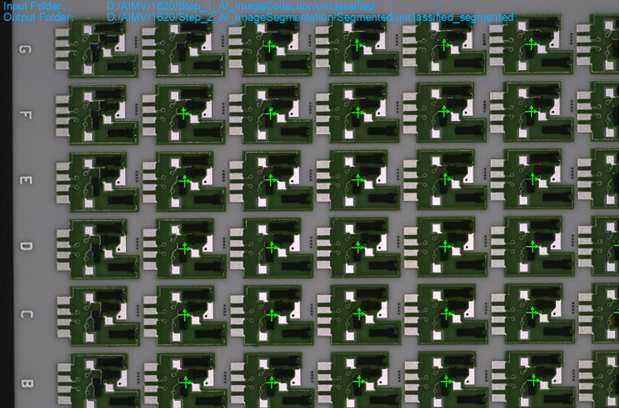 Input Folder: D:/AIMV/1620/Step_1_AI_ImageCollection/unclassified
Output Folder: D:/AIMV/1620/Step_2_AI_ImageSegmentation/Segmented/unclassified_segmented
G
F
E
D
C
B